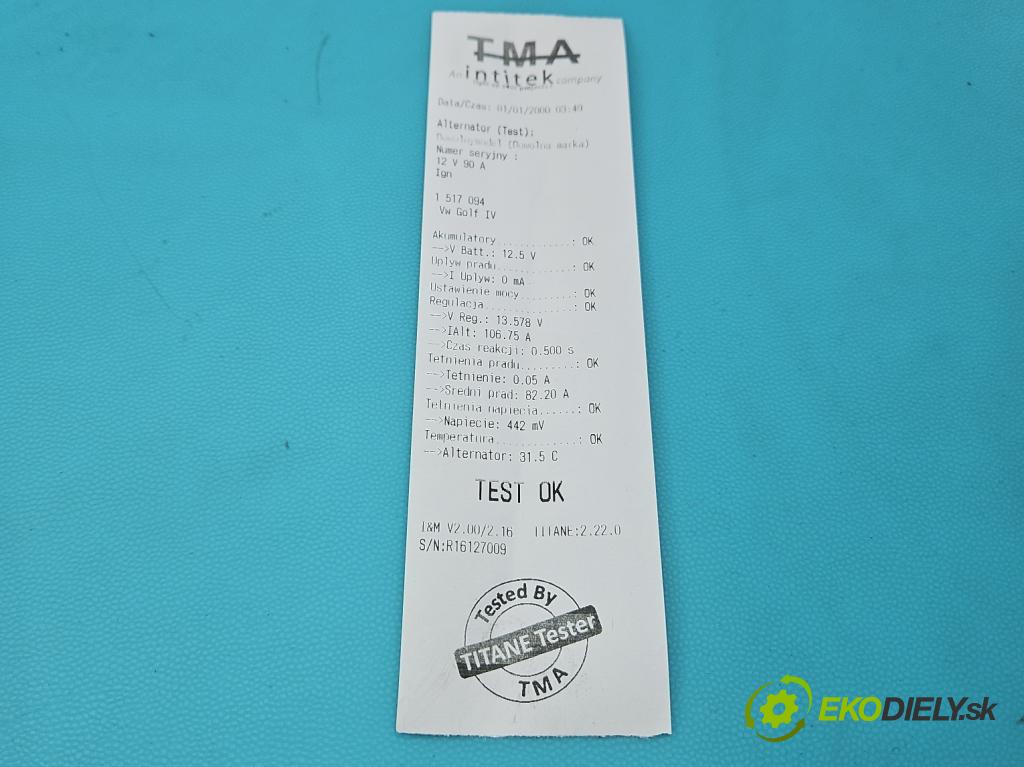 TMA
An intitek company
Data/Czas: 01/01/2000 03:49
Alternator (Test):
(Dowolna marka)
Numer seryjny :
12 V 90 A
Ign
1 517 094
Vw Golf IV
Akumulatory............: OK
-->V Batt.: 12.5 V
Uplyw pradu............: OK
-->I Uplyw: 0 mA
Ustawienie mocy.........: OK
Regulacja...............: OK
-->V Reg.: 13.578 V
-->IAlt: 106.75 A
-->Czas reakcji: 0.500 s
Tetnienia pradu.........: OK
-->Tetnienie: 0.05 A
-->Sredni prad: 82.20 A
Tetnienia napiecia......: OK
-->Napiecie: 442 mV
Temperatura.............: OK
-->Alternator: 31.5 C
TEST OK
I&M V2.00/2.16 TITANE:2.22.0
S/N:R16127009
Tested By
TITANE Tester
TMA
EKODIELY.sk